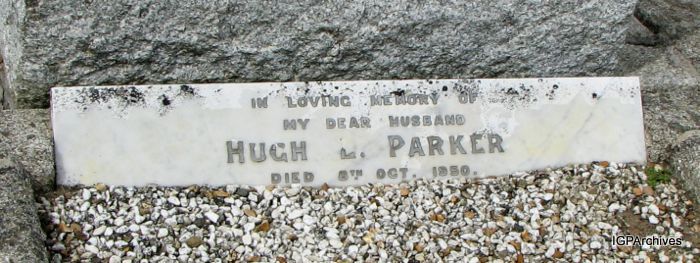 IN LOVING MEMORY OF
MY DEAR HUSBAND
HUGH L. PARKER
DIED 8TH OCT. 1950.
IGPArchives